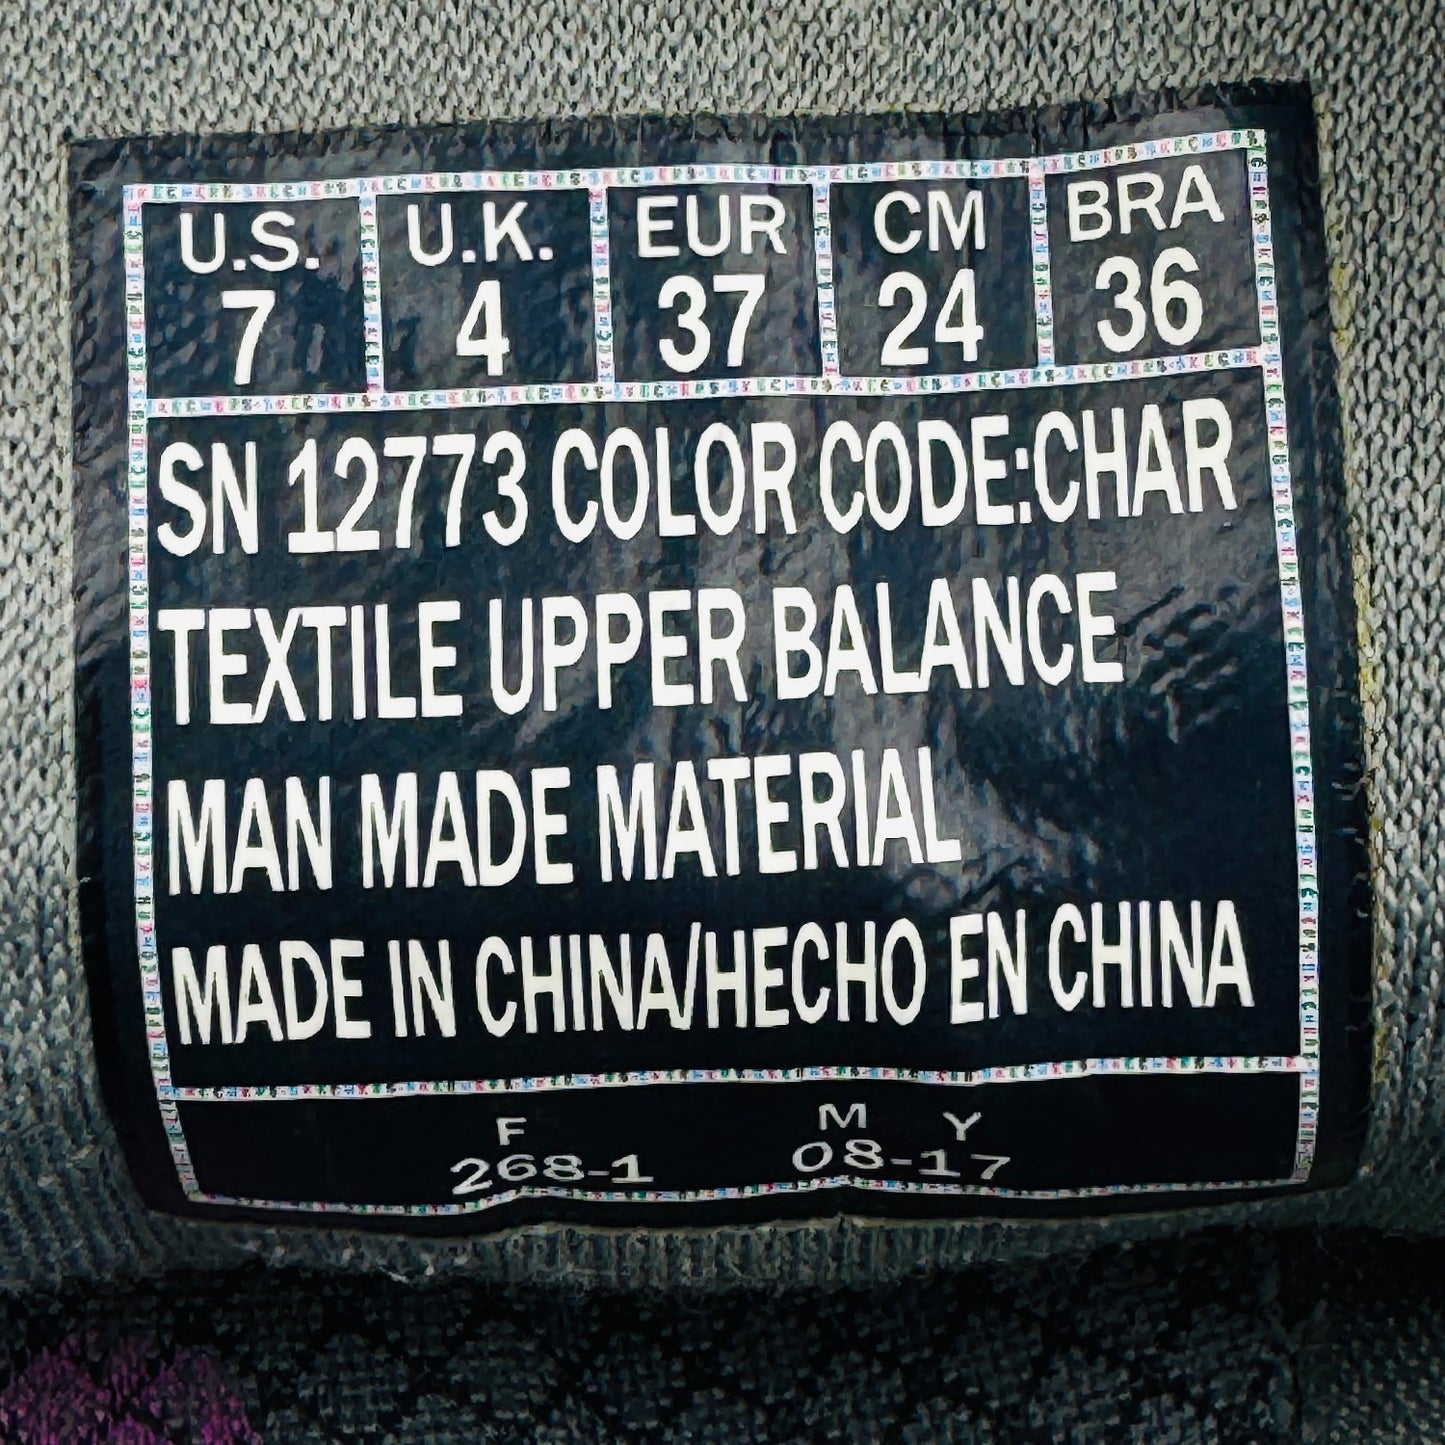 U.S. U.K. EUR CM BRA
7 4 37 24 36
SN 12773 COLOR CODE:CHAR
TEXTILE UPPER BALANCE
MAN MADE MATERIAL
MADE IN CHINA/HECHO EN CHINA
F M Y
268-1 08-17